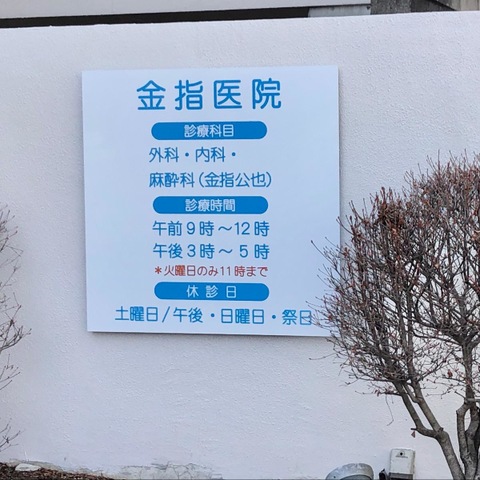 金指医院
診療科目
外科・内科・
麻酔科(金指公也)
診療時間
午前9時〜12時
午後3時〜5時
*火曜日のみ11時まで
休診日
土曜日/午後・日曜日・祭日